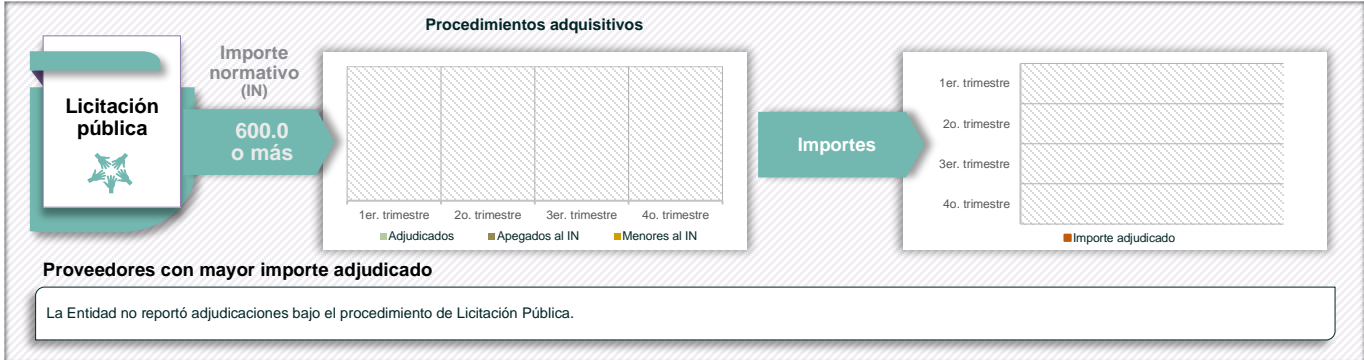 Procedimientos adquisitivos
Licitación
pública
Importe
normativo
(IN)
600.0
o más
1er. trimestre 2o. trimestre 3er. trimestre 4o. trimestre
Adjudicados Apegados al IN Menores al IN
Importes
1er. trimestre
2o. trimestre
3er. trimestre
4o. trimestre
Importe adjudicado
Proveedores con mayor importe adjudicado
La Entidad no reportó adjudicaciones bajo el procedimiento de Licitación Pública.